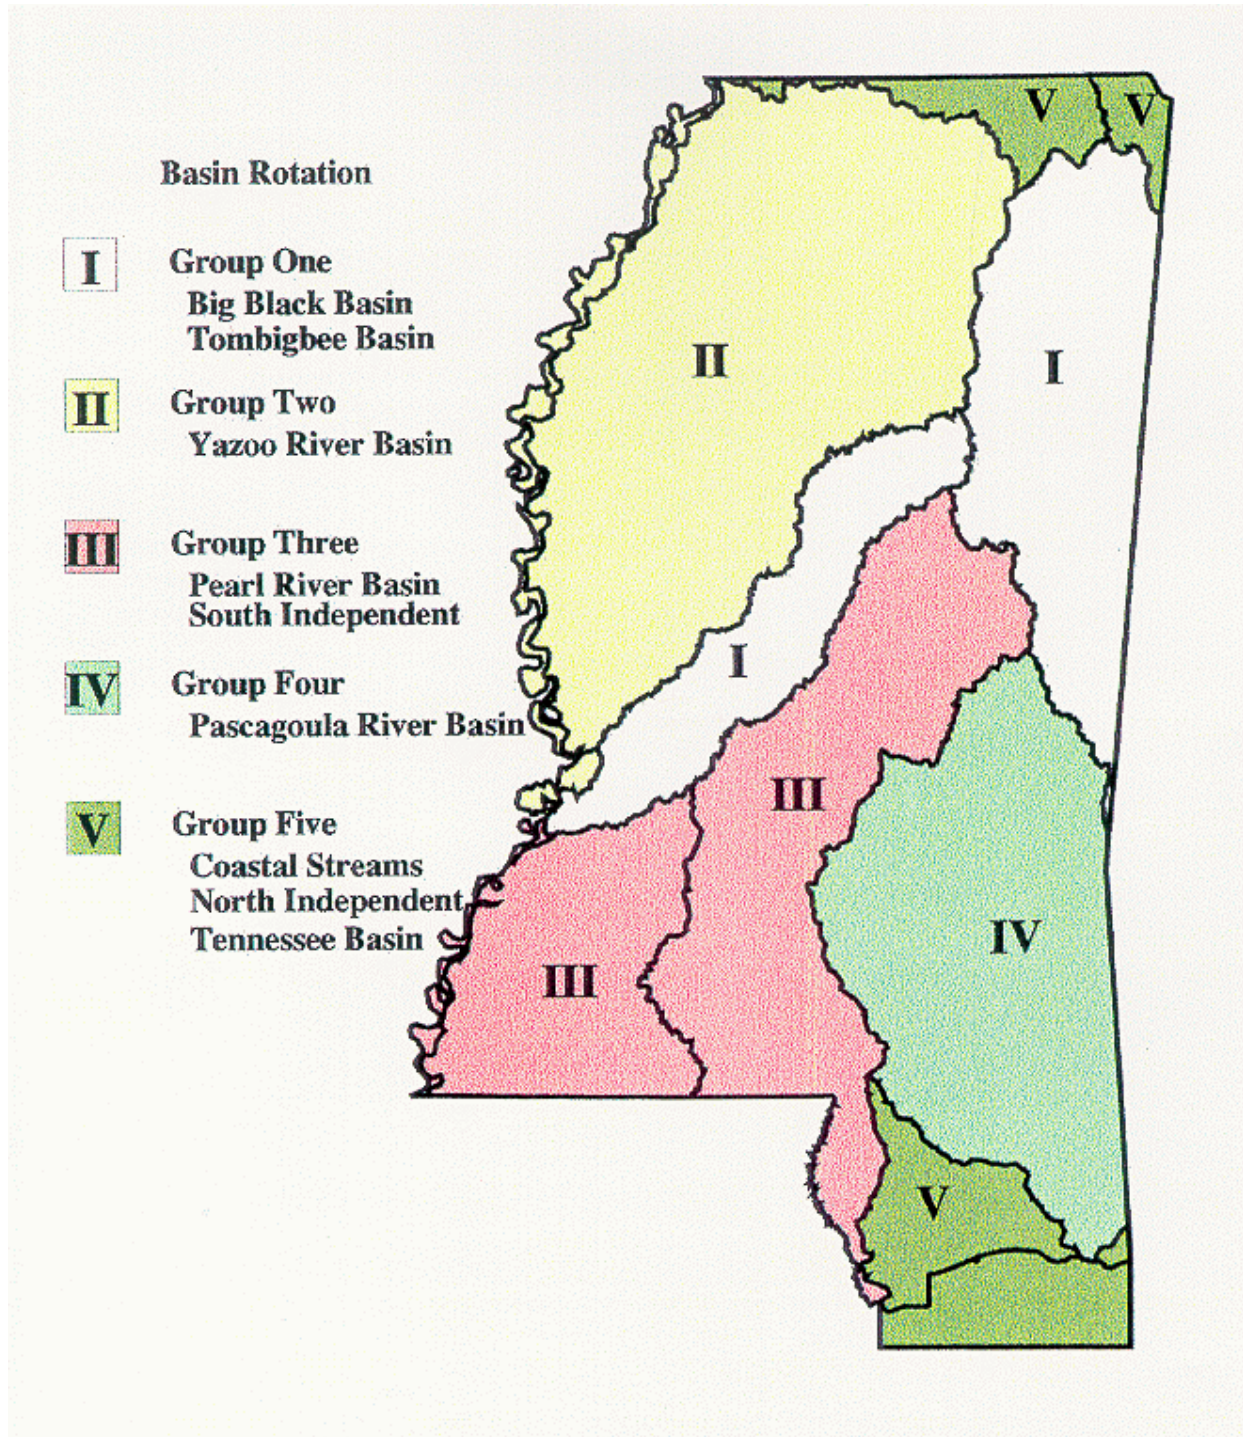 Basin Rotation
I
Group One
Big Black Basin
Tombigbee Basin
II
Group Two
Yazoo River Basin
III
Group Three
Pearl River Basin
South Independent
IV
Group Four
Pascagoula River Basin
V
Group Five
Coastal Streams
North Independent
Tennessee Basin
V
V
II
I
I
III
IV
III
V